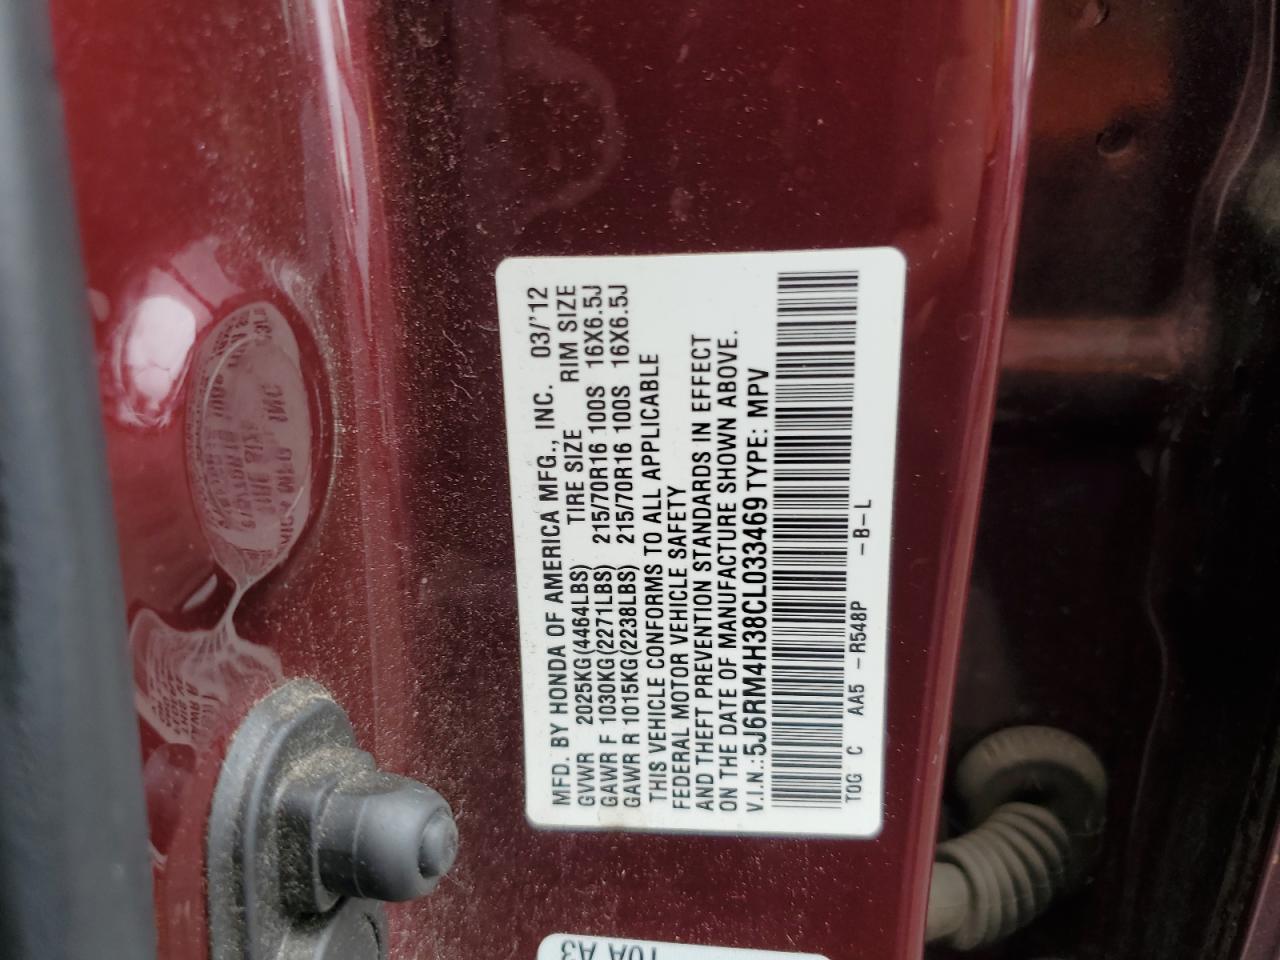 MFD. BY HONDA OF AMERICA MFG., INC. 03/'12
GVWR 2025KG(4464LBS) TIRE SIZE RIM SIZE
GAWR F 1030KG(2271LBS) 215/70R16 100S 16X6.5J
GAWR R 1015KG(2238LBS) 215/70R16 100S 16X6.5J
THIS VEHICLE CONFORMS TO ALL APPLICABLE
FEDERAL MOTOR VEHICLE SAFETY
AND THEFT PREVENTION STANDARDS IN EFFECT
ON THE DATE OF MANUFACTURE SHOWN ABOVE.
V.I.N.:5J6RM4H38CL033469 TYPE: MPV
TOG C AA5 -R548P -B-L